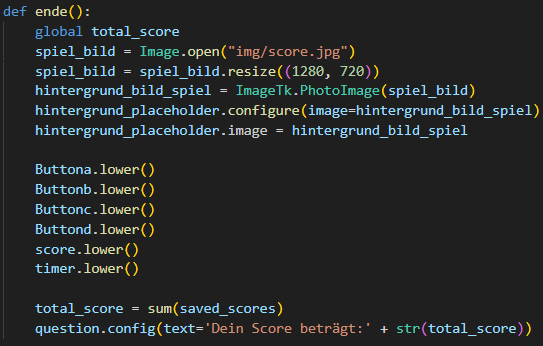 def ende():
    global total_score
    spiel_bild = Image.open("img/score.jpg")
    spiel_bild = spiel_bild.resize((1280, 720))
    hintergrund_bild_spiel = ImageTk.PhotoImage(spiel_bild)
    hintergrund_placeholder.configure(image=hintergrund_bild_spiel)
    hintergrund_placeholder.image = hintergrund_bild_spiel

    Buttona.lower()
    Buttonb.lower()
    Buttonc.lower()
    Buttond.lower()
    score.lower()
    timer.lower()

    total_score = sum(saved_scores)
    question.config(text='Dein Score beträgt:' + str(total_score))